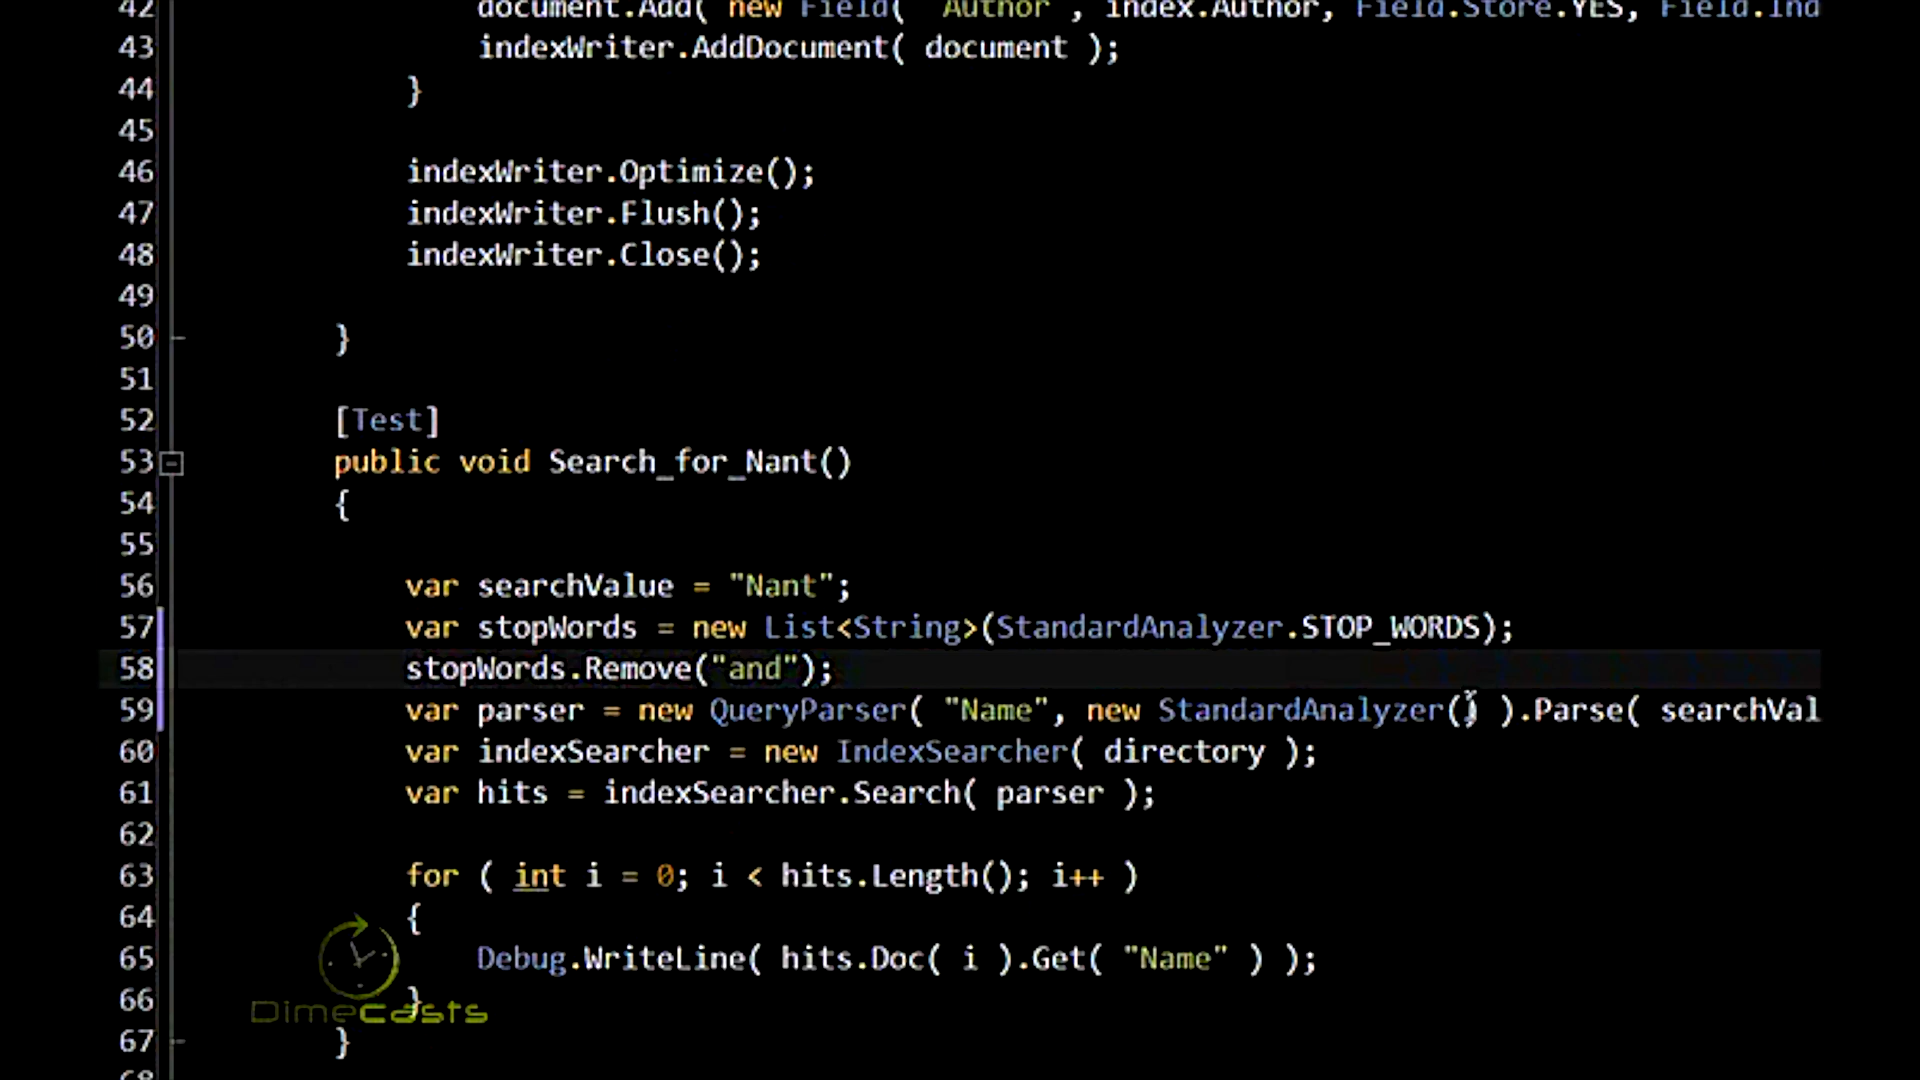 42 document.Add( new Field( "Author", index.Author, Field.Store.YES, Field.Ind
43 indexWriter.AddDocument( document );
44 }
45
46 indexWriter.Optimize();
47 indexWriter.Flush();
48 indexWriter.Close();
49
50 }
51
52 [Test]
53 public void Search_for_Nant()
54 {
55
56 var searchValue = "Nant";
57 var stopWords = new List<String>(StandardAnalyzer.STOP_WORDS);
58 stopWords.Remove("and");
59 var parser = new QueryParser( "Name", new StandardAnalyzer() ).Parse( searchVal
60 var indexSearcher = new IndexSearcher( directory );
61 var hits = indexSearcher.Search( parser );
62
63 for ( int i = 0; i < hits.Length(); i++ )
64 {
65 Debug.WriteLine( hits.Doc( i ).Get( "Name" ) );
66 }
Dimecasts
67 }
68